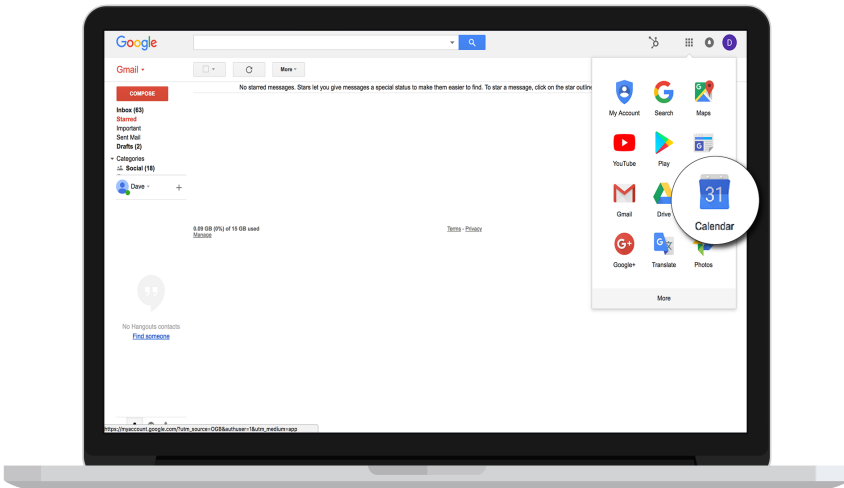 Google
Gmail
More
COMPOSE
No starred messages. Stars let you give messages a special status to make them easier to find. To star a message, click on the star outline
Inbox (63)
Starred
Important
Sent Mail
Drafts (2)
Categories
Social (18)
Dave
0.09 GB (0%) of 15 GB used
Manage
Terms - Privacy
No Hangouts contacts
Find someone
https://myaccount.google.com/?utm_source=OGB&authuser=1&utm_medium=app
D
My Account Search Maps
YouTube Play
31
Gmail Drive Calendar
G+
Google+ Translate Photos
More